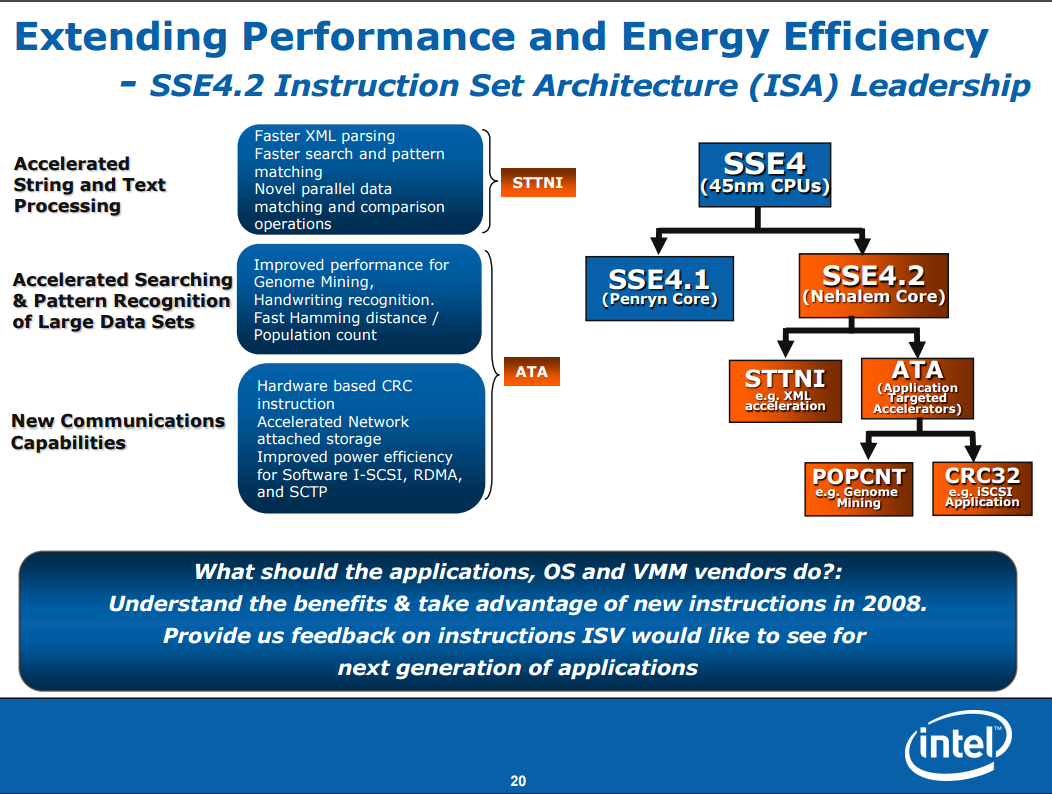 Extending Performance and Energy Efficiency
- SSE4.2 Instruction Set Architecture (ISA) Leadership
Accelerated
String and Text
Processing
Faster XML parsing
Faster search and pattern
matching
Novel parallel data
matching and comparison
operations
STTNI
Accelerated Searching
& Pattern Recognition
of Large Data Sets
Improved performance for
Genome Mining,
Handwriting recognition.
Fast Hamming distance /
Population count
New Communications
Capabilities
Hardware based CRC
instruction
Accelerated Network
attached storage
Improved power efficiency
for Software I-SCSI, RDMA,
and SCTP
ATA
SSE4
(45nm CPUs)
SSE4.1
(Penryn Core)
SSE4.2
(Nehalem Core)
STTNI
e.g. XML
acceleration
ATA
(Application
Targeted
Accelerators)
POPCNT
e.g. Genome
Mining
CRC32
e.g. iSCSI
Application
What should the applications, OS and VMM vendors do?:
Understand the benefits & take advantage of new instructions in 2008.
Provide us feedback on instructions ISV would like to see for
next generation of applications
intel™
20